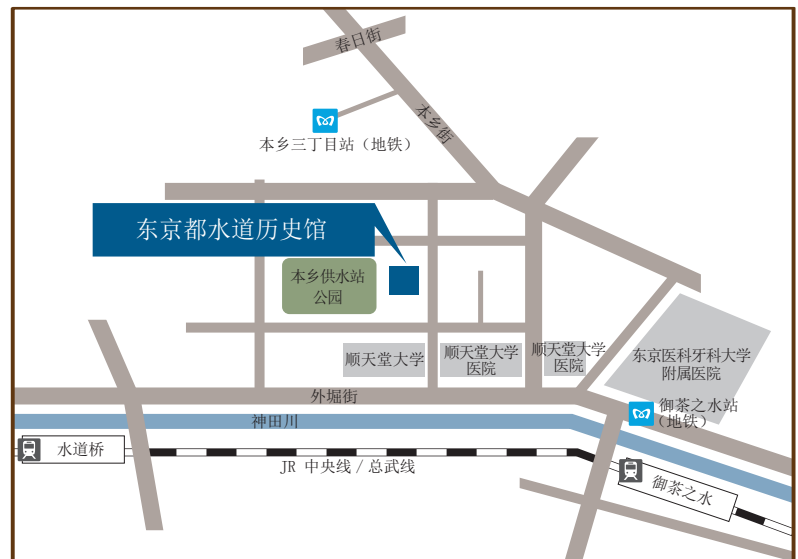 春日街
本乡街
本乡三丁目站（地铁）
东京都水道历史馆
本乡供水站
公园
顺天堂大学
顺天堂大学
医院
顺天堂大学
医院
东京医科牙科大学
附属医院
外堀街
御茶之水站
（地铁）
神田川
水道桥
JR 中央线 / 总武线
御茶之水